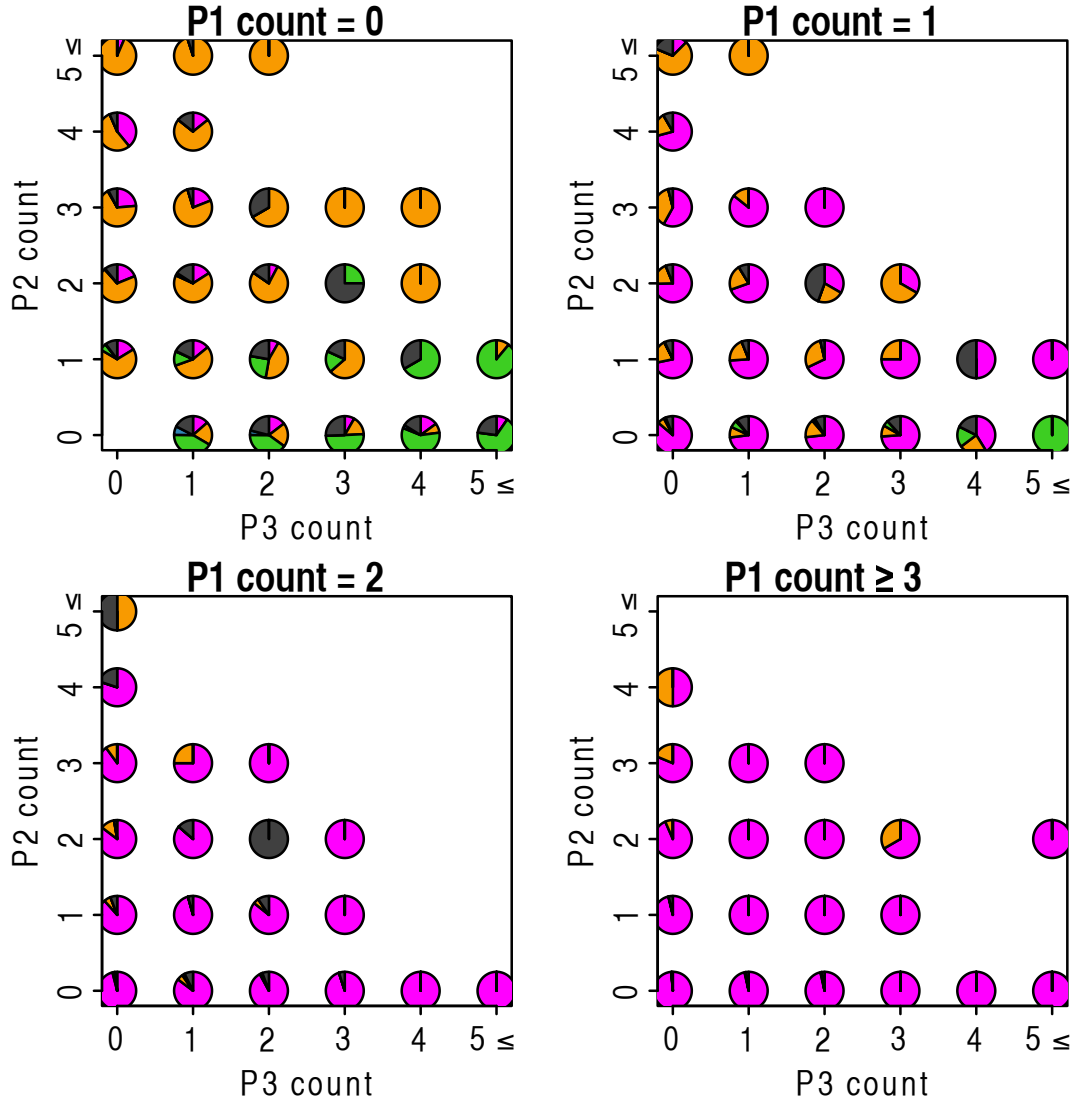 P1 count = 0
P2 count
5 ≤
4
3
2
1
0
0 1 2 3 4 5 ≤
P3 count
P1 count = 1
P2 count
5 ≤
4
3
2
1
0
0 1 2 3 4 5 ≤
P3 count
P1 count = 2
P2 count
5 ≤
4
3
2
1
0
0 1 2 3 4 5 ≤
P3 count
P1 count ≥ 3
P2 count
5 ≤
4
3
2
1
0
0 1 2 3 4 5 ≤
P3 count